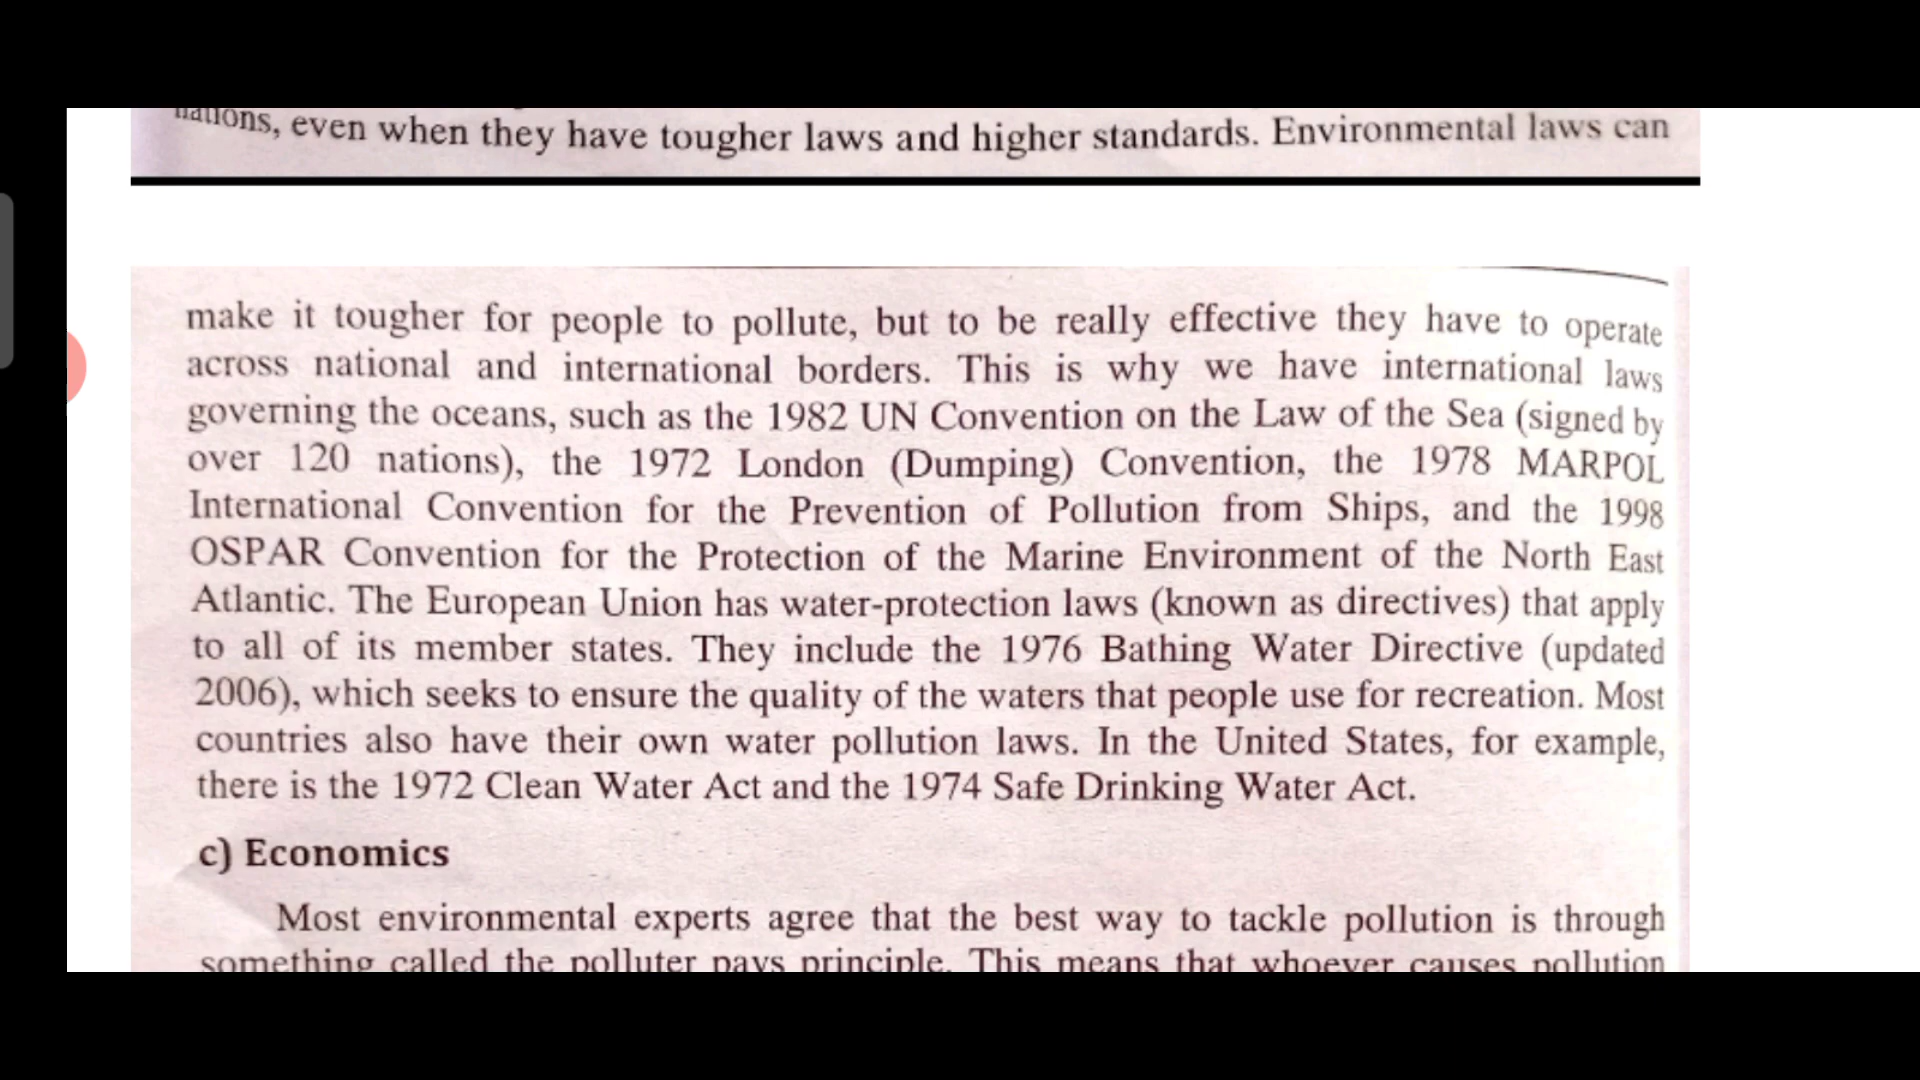 nations, even when they have tougher laws and higher standards. Environmental laws can
make it tougher for people to pollute, but to be really effective they have to operate
across national and international borders. This is why we have international laws
governing the oceans, such as the 1982 UN Convention on the Law of the Sea (signed by
over 120 nations), the 1972 London (Dumping) Convention, the 1978 MARPOL
International Convention for the Prevention of Pollution from Ships, and the 1998
OSPAR Convention for the Protection of the Marine Environment of the North East
Atlantic. The European Union has water-protection laws (known as directives) that apply
to all of its member states. They include the 1976 Bathing Water Directive (updated
2006), which seeks to ensure the quality of the waters that people use for recreation. Most
countries also have their own water pollution laws. In the United States, for example,
there is the 1972 Clean Water Act and the 1974 Safe Drinking Water Act.
c) Economics
Most environmental experts agree that the best way to tackle pollution is through
something called the polluter pays principle. This means that whoever causes pollution